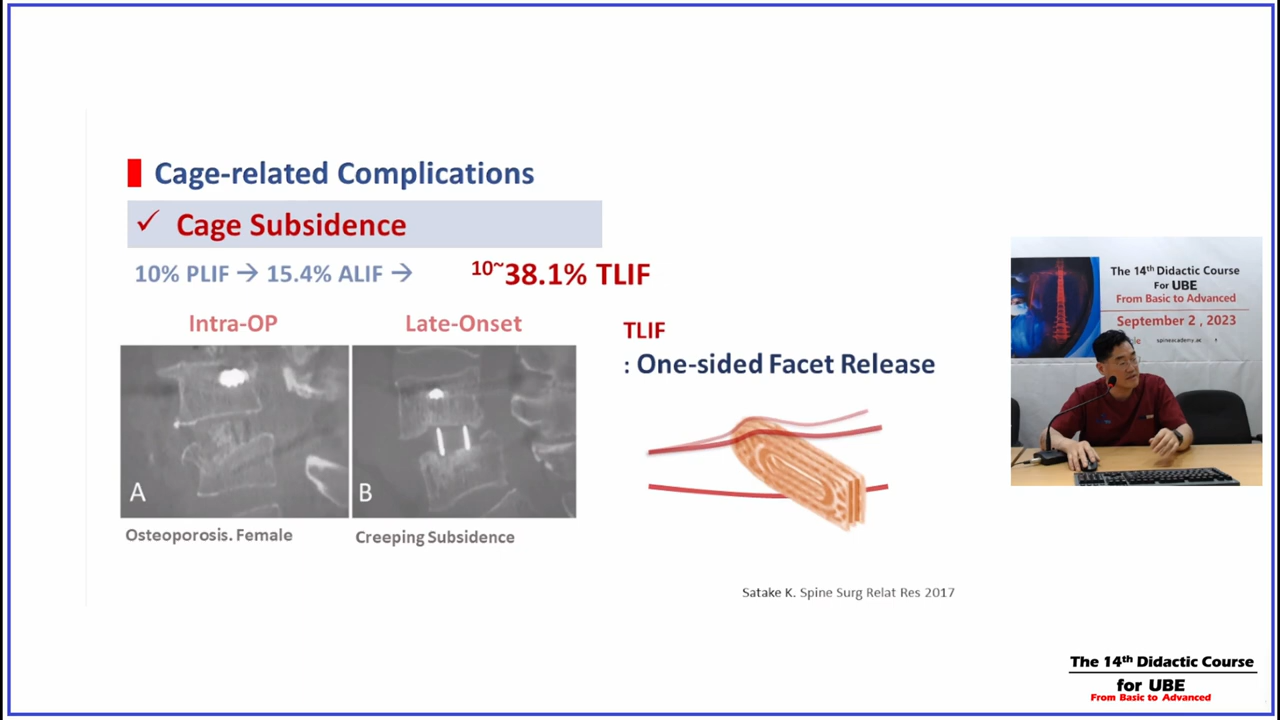 Cage-related Complications
✓ Cage Subsidence
10% PLIF → 15.4% ALIF → 10~38.1% TLIF
Intra-OP
Late-Onset
TLIF
: One-sided Facet Release
A
B
Osteoporosis. Female
Creeping Subsidence
Satake K. Spine Surg Relat Res 2017
The 14th Didactic Course
For UBE
From Basic to Advanced
September 2 , 2023
spineacademy.ac
The 14th Didactic Course
for UBE
From Basic to Advanced